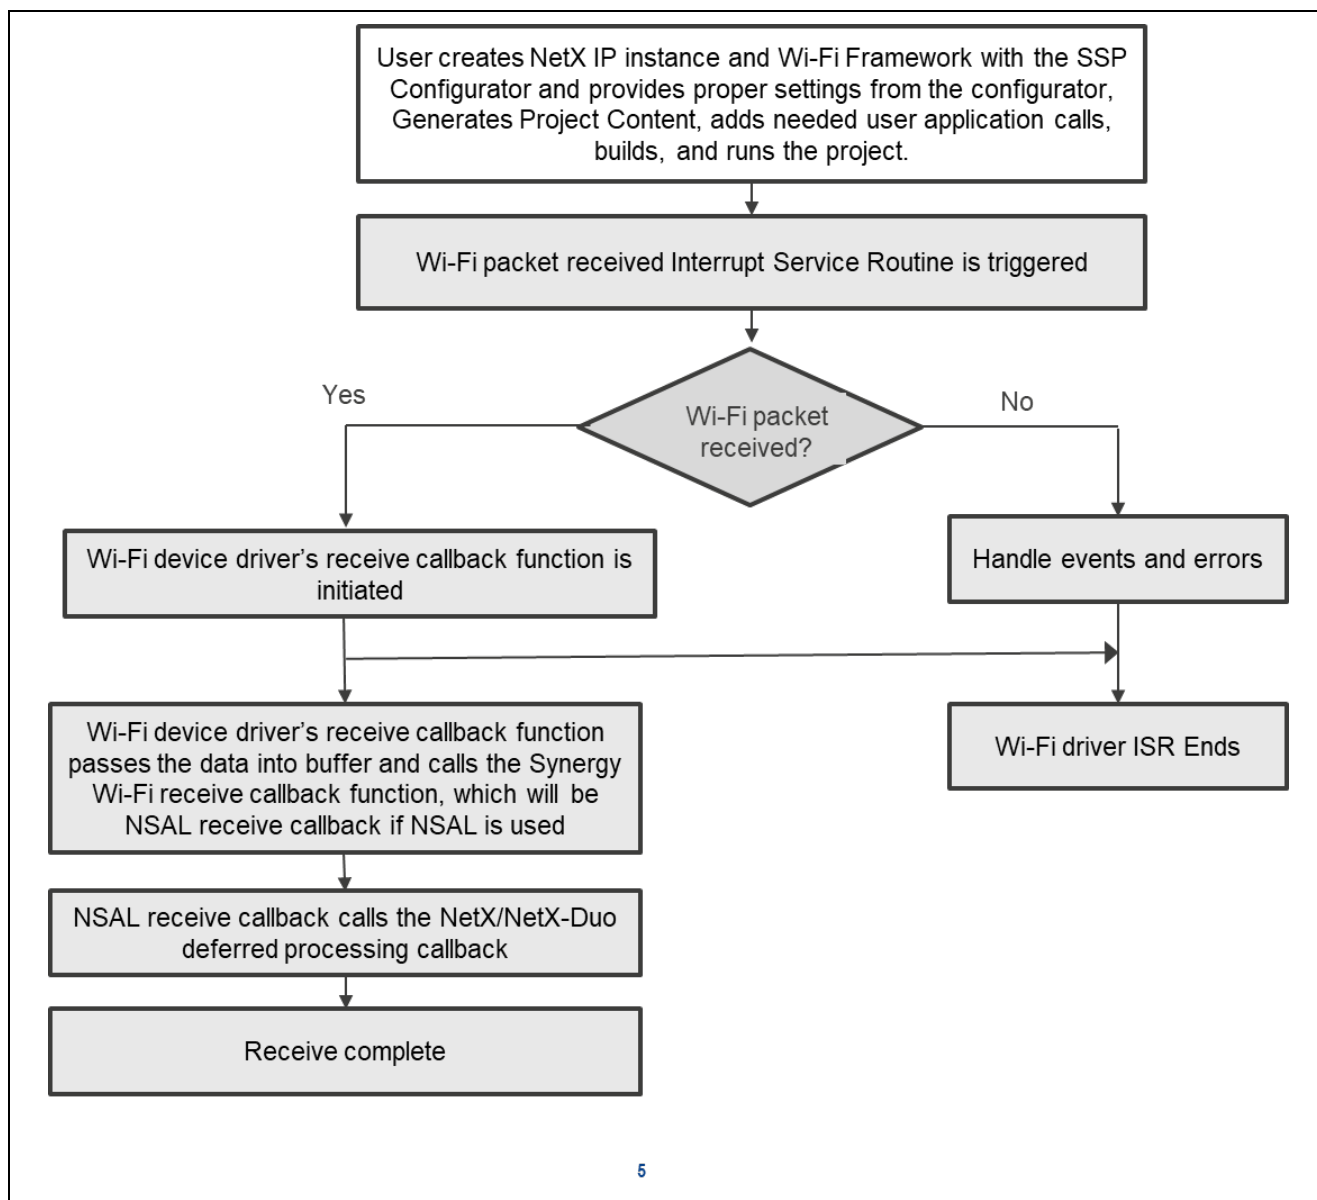 User creates NetX IP instance and Wi-Fi Framework with the SSP
Configurator and provides proper settings from the configurator,
Generates Project Content, adds needed user application calls,
builds, and runs the project.
Wi-Fi packet received Interrupt Service Routine is triggered
Wi-Fi packet
received?
Yes
No
Wi-Fi device driver’s receive callback function is
initiated
Handle events and errors
Wi-Fi device driver’s receive callback function
passes the data into buffer and calls the Synergy
Wi-Fi receive callback function, which will be
NSAL receive callback if NSAL is used
Wi-Fi driver ISR Ends
NSAL receive callback calls the NetX/NetX-Duo
deferred processing callback
Receive complete
5